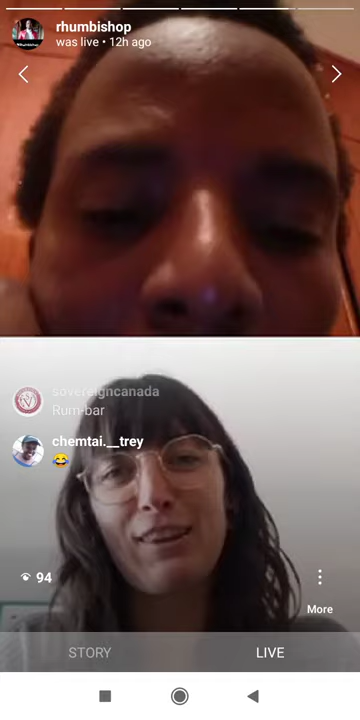 rhumbishop
was live • 12h ago
sovereigncanada
Rum-bar
chemtai.__trey
😂
94
More
STORY
LIVE